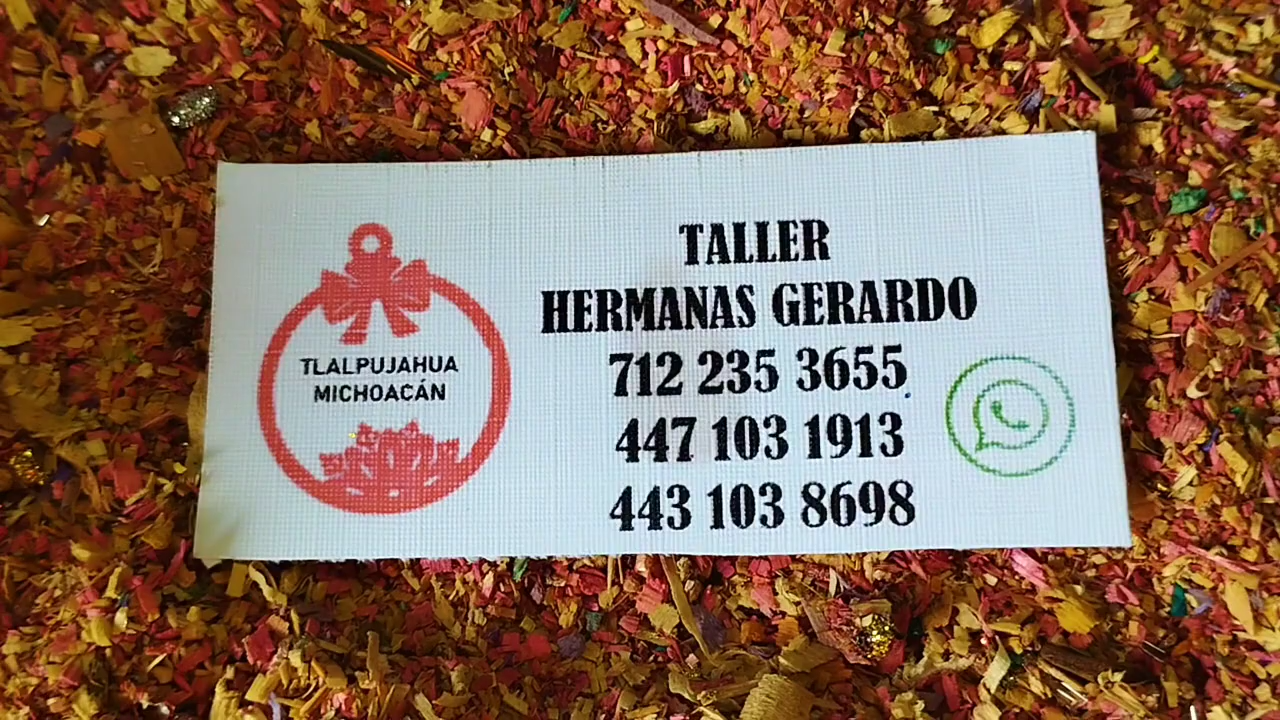 TLALPUJAHUA
MICHOACÁN
TALLER
HERMANAS GERARDO
712 235 3655
447 103 1913
443 103 8698